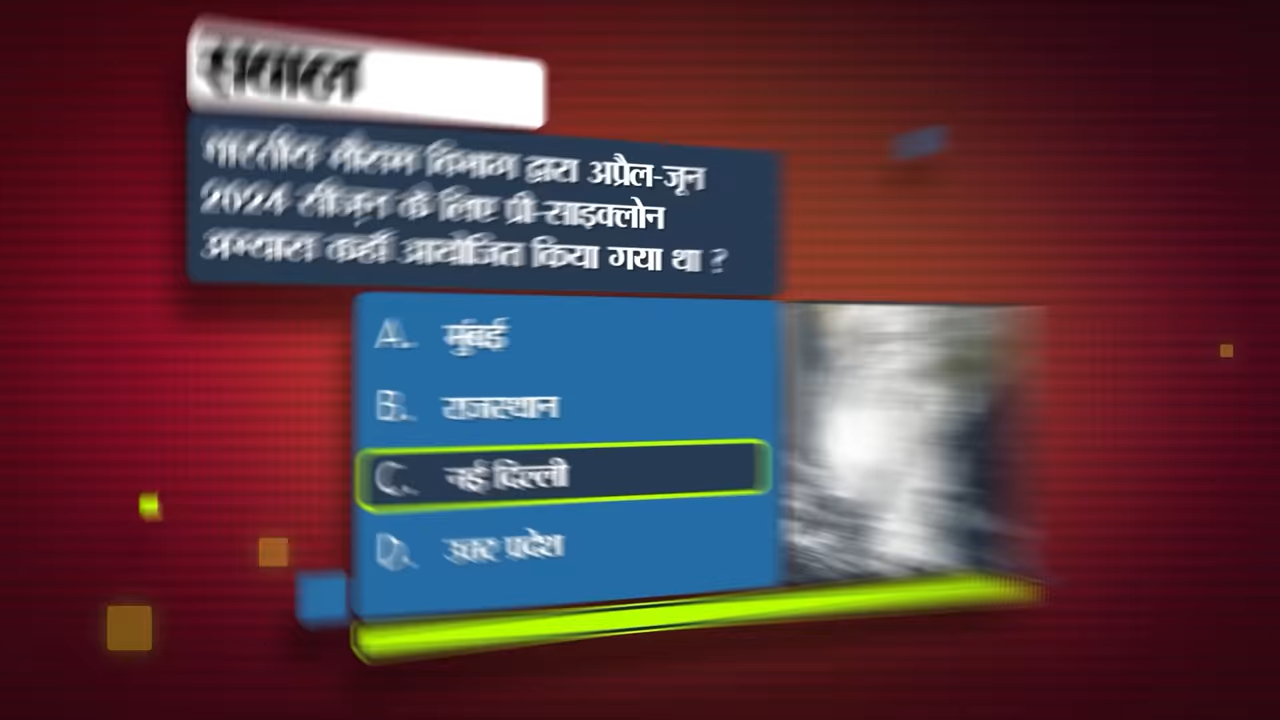 सवाल
भारतीय मौसम विभाग द्वारा अप्रैल-जून
2024 सीज़न के लिए प्री-साइक्लोन
अभ्यास कहाँ आयोजित किया गया था ?
A. मुंबई
B. राजस्थान
C. नई दिल्ली
D. उत्तर प्रदेश